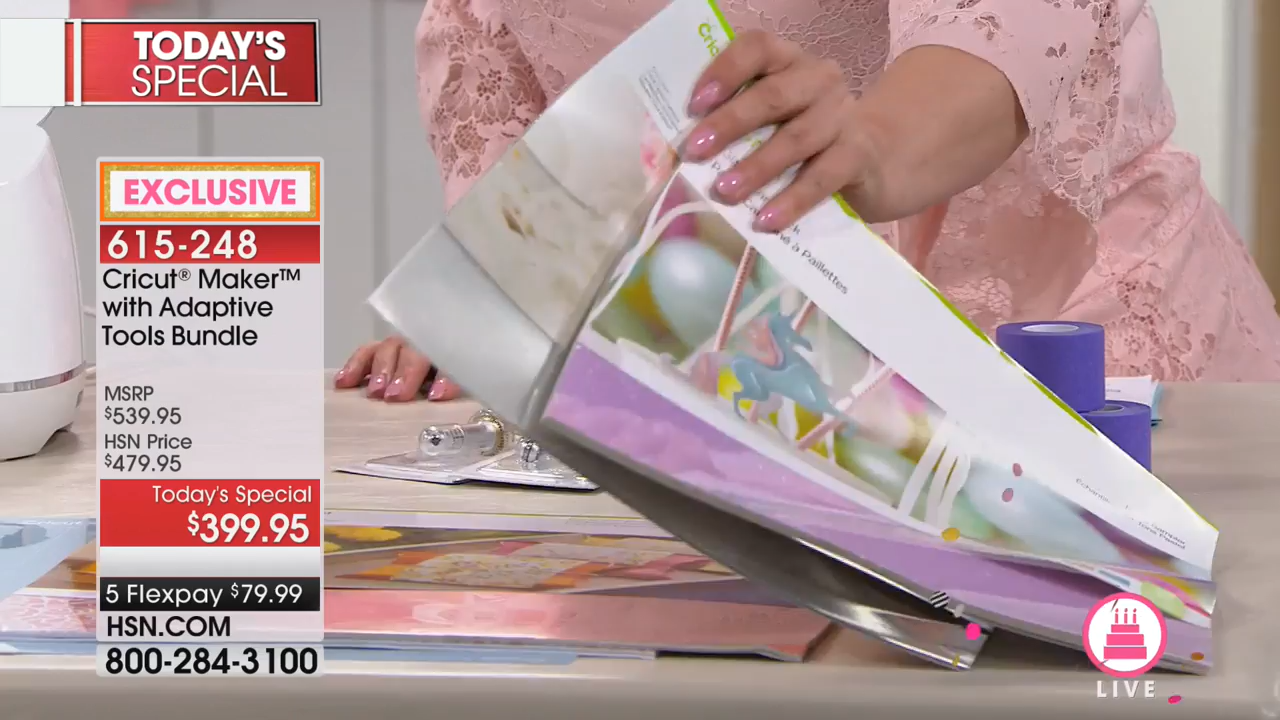 TODAY'S
SPECIAL
EXCLUSIVE
615-248
Cricut® Maker™
with Adaptive
Tools Bundle
MSRP
$539.95
HSN Price
$479.95
Today's Special
$399.95
5 Flexpay $79.99
HSN.COM
800-284-3100
à Paillettes
Sampler
LIVE